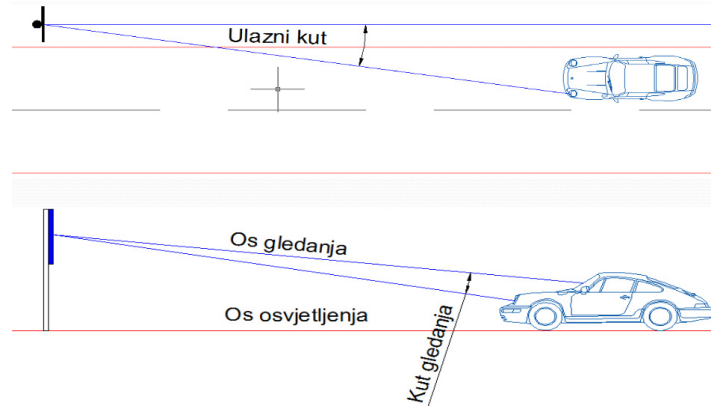 Ulazni kut
Os gledanja
Os osvjetljenja
Kut gledanja